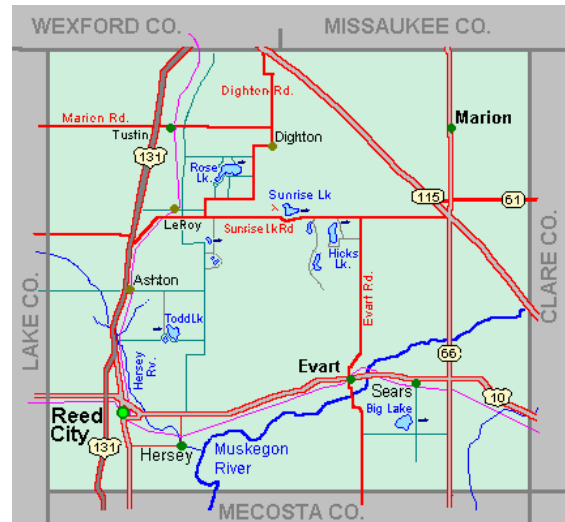 WEXFORD CO.
MISSAUKEE CO.
Dighton Rd.
Marion Rd.
Tustin
Marion
Dighton
131
Rose
Lk.
115
61
Sunrise Lk
LeRoy
Sunrise Lk Rd
Hicks
Lk.
Evart Rd.
Ashton
LAKE CO.
CLARE CO.
Todd Lk
Hersey
Rv.
66
Evart
Sears
10
Big Lake
Reed
City
131
Hersey
Muskegon
River
MECOSTA CO.